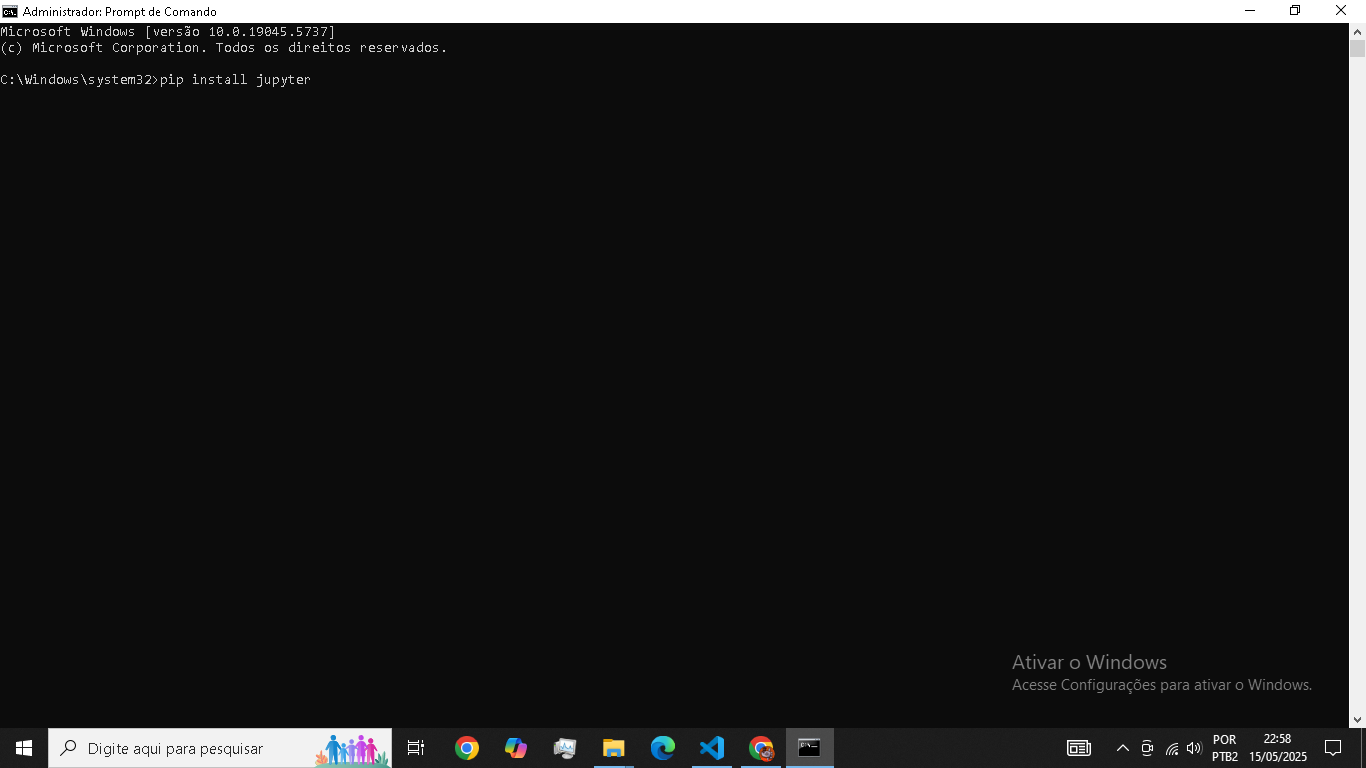 Administrador: Prompt de Comando
Microsoft Windows [versão 10.0.19045.5737]
(c) Microsoft Corporation. Todos os direitos reservados.
C:\Windows\system32>pip install jupyter
Ativar o Windows
Acesse Configurações para ativar o Windows.
Digite aqui para pesquisar
POR
PTB2
22:58
15/05/2025